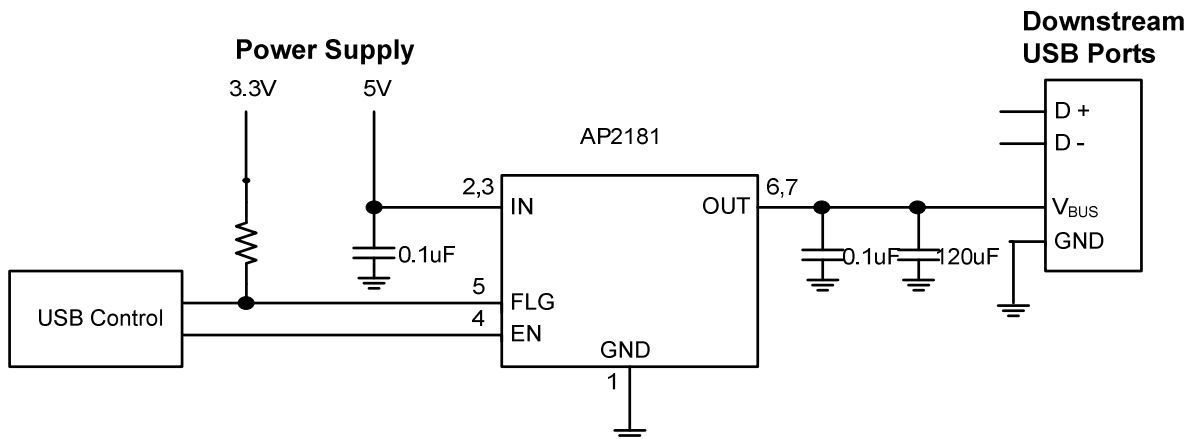 Power Supply
3.3V
5V
Downstream
USB Ports
D +
D -
AP2181
2,3
IN
OUT
6,7
V BUS
GND
0.1uF
0.1uF
120uF
USB Control
5
FLG
4
EN
GND
1